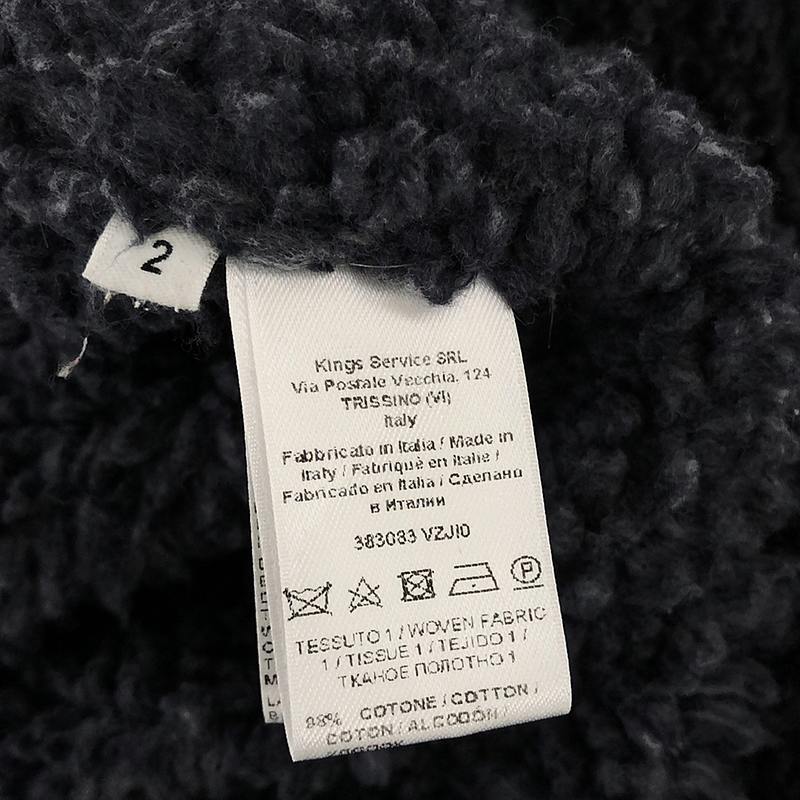 2
Kings Service SRL
Via Postale Vecchia, 124
TRISSINO (VI)
Italy
Fabbricato in Italia / Made in
Italy / Fabriqué en Italie /
Fabricado en Italia / Сделано
в Италии
383083 VZJI0
P
TESSUTO 1 / WOVEN FABRIC
1 / TISSUE 1 / TEJIDO 1 /
ТКАНОЕ ПОЛОТНО 1
98% COTONE / COTTON /
COTON / ALGODÓN /